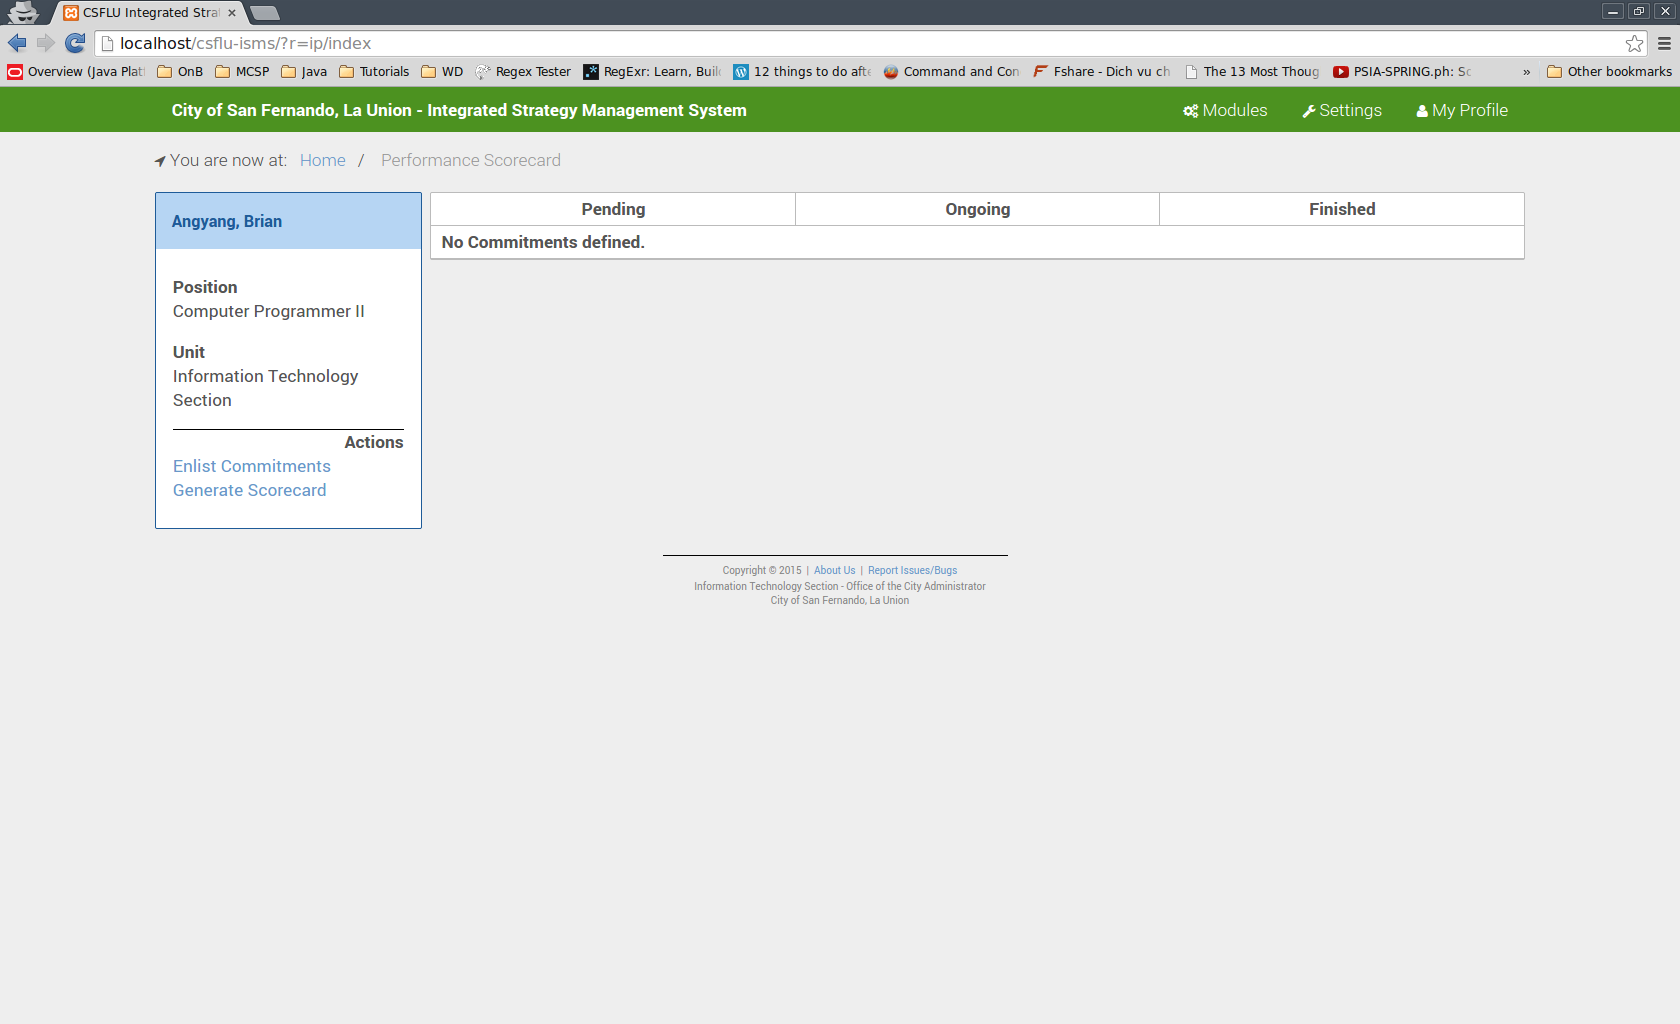 CSFLU Integrated Stra
localhost/csflu-isms/?r=ip/index
Overview (Java Plat OnB MCSP Java Tutorials WD Regex Tester RegExr: Learn, Buil 12 things to do afte Command and Con Fshare - Dich vu ch The 13 Most Thoug PSIA-SPRING.ph: Sc » Other bookmarks
City of San Fernando, La Union - Integrated Strategy Management System Modules Settings My Profile
You are now at: Home / Performance Scorecard
Angyang, Brian
Position
Computer Programmer II
Unit
Information Technology
Section
Actions
Enlist Commitments
Generate Scorecard
Pending Ongoing Finished
No Commitments defined.
Copyright © 2015 | About Us | Report Issues/Bugs
Information Technology Section - Office of the City Administrator
City of San Fernando, La Union